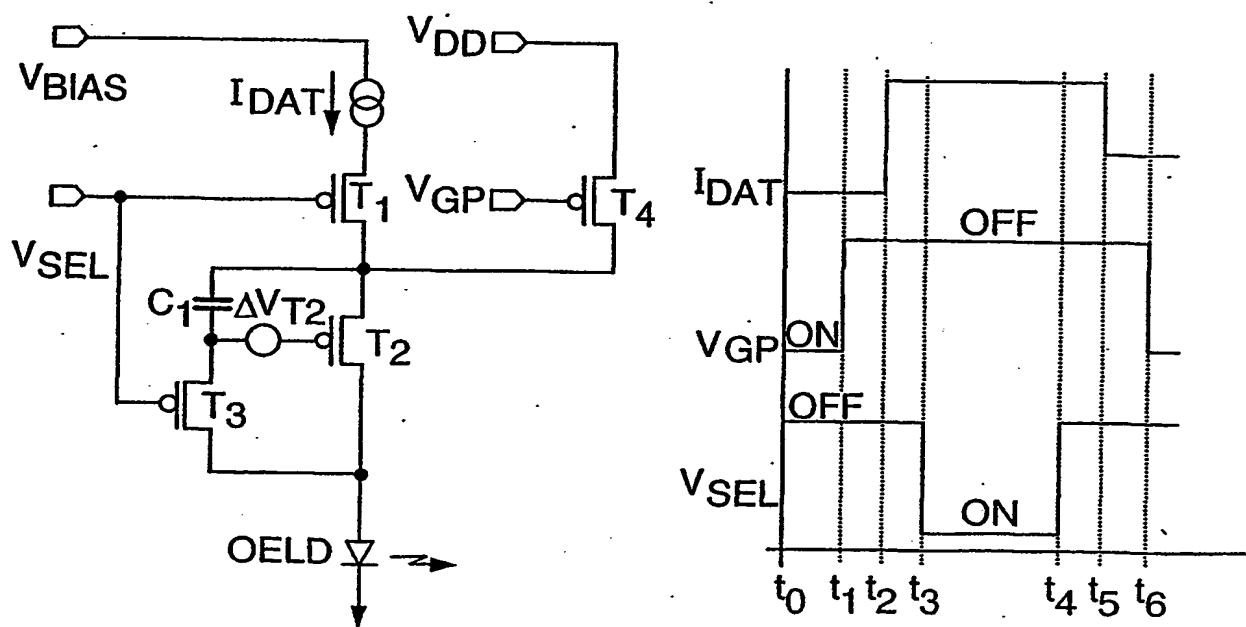 VBIAS
IDAT
VDD
VSEL
T1
VGP
T4
C1
ΔVT2
T2
T3
OELD
IDAT
OFF
VGP
ON
OFF
VSEL
ON
t0 t1 t2 t3 t4 t5 t6